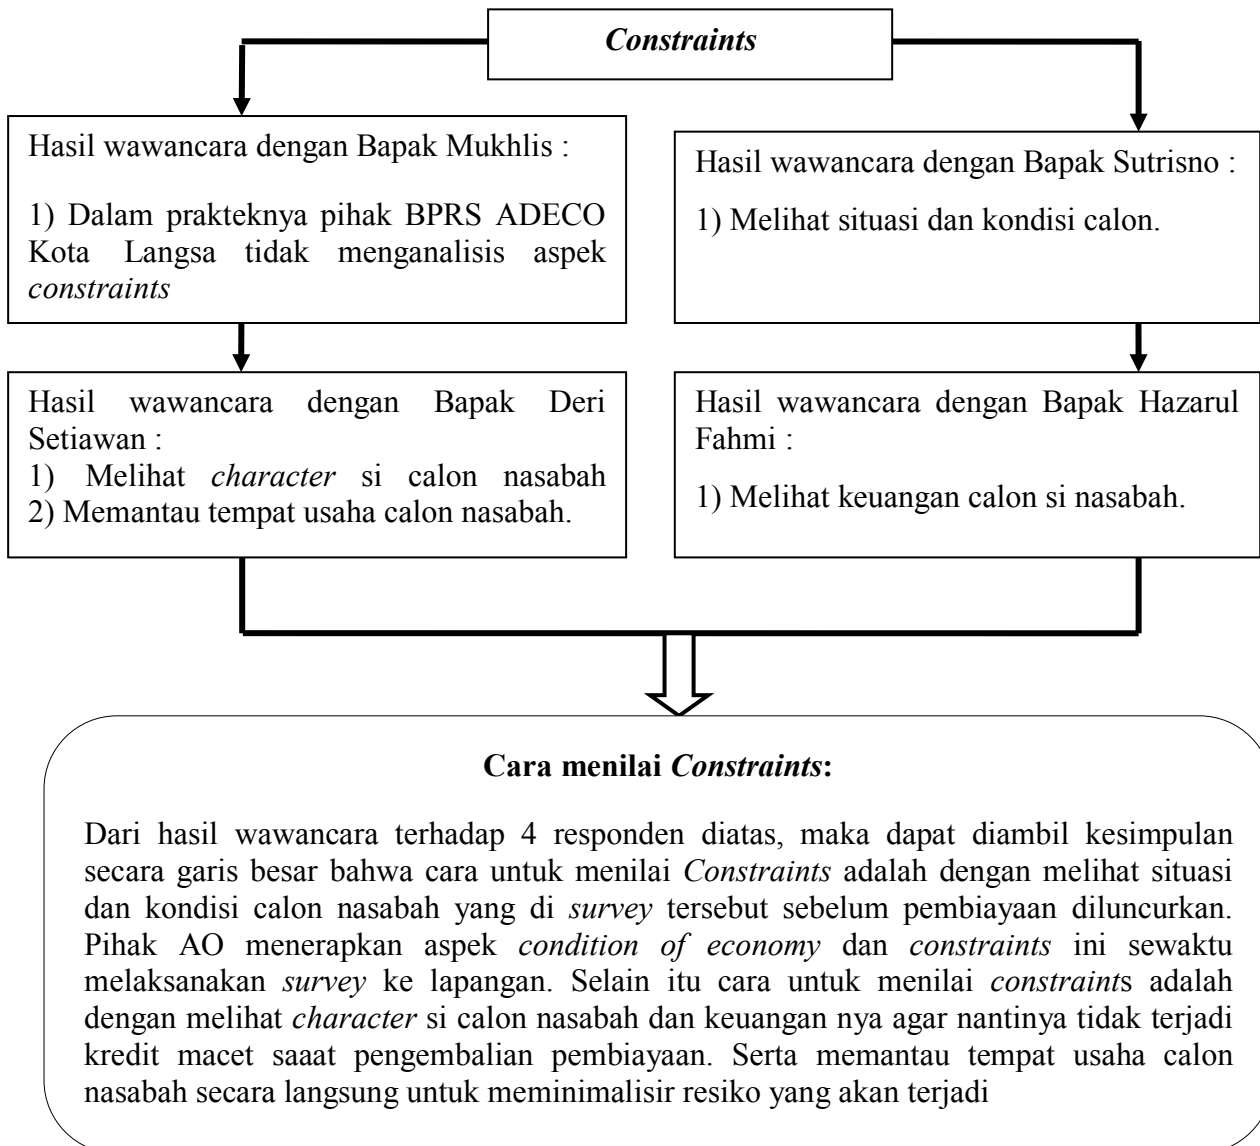 Constraints
Hasil wawancara dengan Bapak Mukhlis :
1) Dalam prakteknya pihak BPRS ADECO
Kota Langsa tidak menganalisis aspek
constraints
Hasil wawancara dengan Bapak Sutrisno :
1) Melihat situasi dan kondisi calon.
Hasil wawancara dengan Bapak Deri
Setiawan :
1) Melihat character si calon nasabah
2) Memantau tempat usaha calon nasabah.
Hasil wawancara dengan Bapak Hazarul
Fahmi :
1) Melihat keuangan calon si nasabah.
Cara menilai Constraints:
Dari hasil wawancara terhadap 4 responden diatas, maka dapat diambil kesimpulan
secara garis besar bahwa cara untuk menilai Constraints adalah dengan melihat situasi
dan kondisi calon nasabah yang di survey tersebut sebelum pembiayaan diluncurkan.
Pihak AO menerapkan aspek condition of economy dan constraints ini sewaktu
melaksanakan survey ke lapangan. Selain itu cara untuk menilai constraints adalah
dengan melihat character si calon nasabah dan keuangan nya agar nantinya tidak terjadi
kredit macet saaat pengembalian pembiayaan. Serta memantau tempat usaha calon
nasabah secara langsung untuk meminimalisir resiko yang akan terjadi